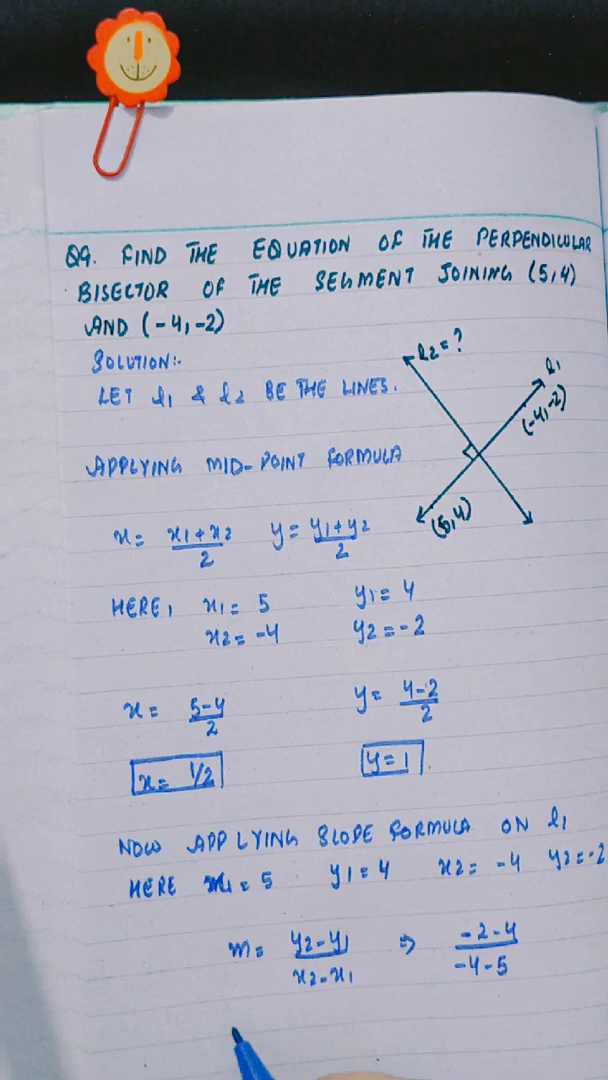 Q9. FIND THE EQUATION OF THE PERPENDICULAR
BISECTOR OF THE SEGMENT JOINING (5,4)
AND (-4,-2)
SOLUTION:-
LET l1 & l2 BE THE LINES.
l2 = ?
l1
(-4,-2)
(5,4)
APPLYING MID-POINT FORMULA
x = x1+x2/2 y = y1+y2/2
HERE, x1 = 5 y1 = 4
x2 = -4 y2 = -2
x = 5-4/2 y = 4-2/2
x = 1/2 y = 1
NOW APPLYING SLOPE FORMULA ON l1
HERE x1 = 5 y1 = 4 x2 = -4 y2 = -2
m = y2-y1/x2-x1 ⇒ -2-4/-4-5